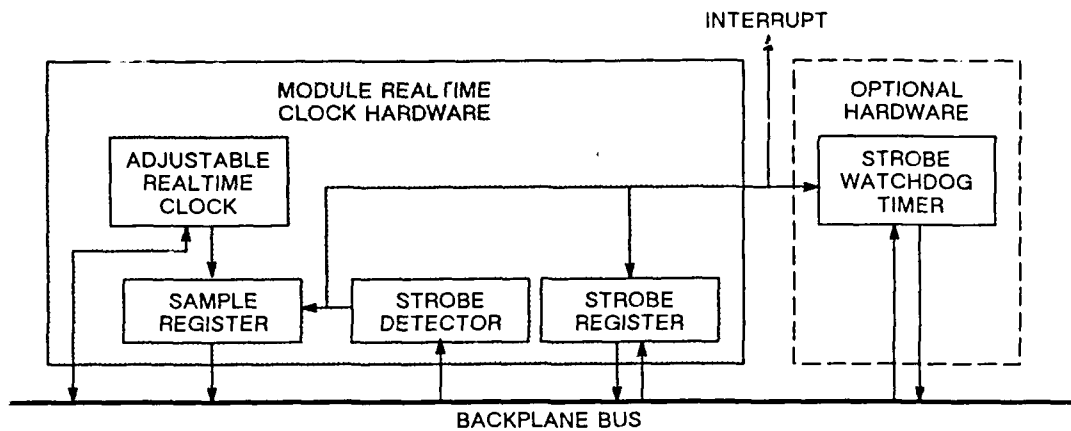 INTERRUPT
MODULE REALTIME
CLOCK HARDWARE
OPTIONAL
HARDWARE
ADJUSTABLE
REALTIME
CLOCK
STROBE
WATCHDOG
TIMER
SAMPLE
REGISTER
STROBE
DETECTOR
STROBE
REGISTER
BACKPLANE BUS